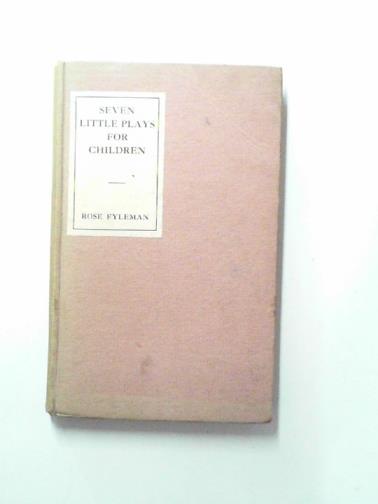 SEVEN
LITTLE PLAYS
FOR
CHILDREN
ROSE FYLEMAN